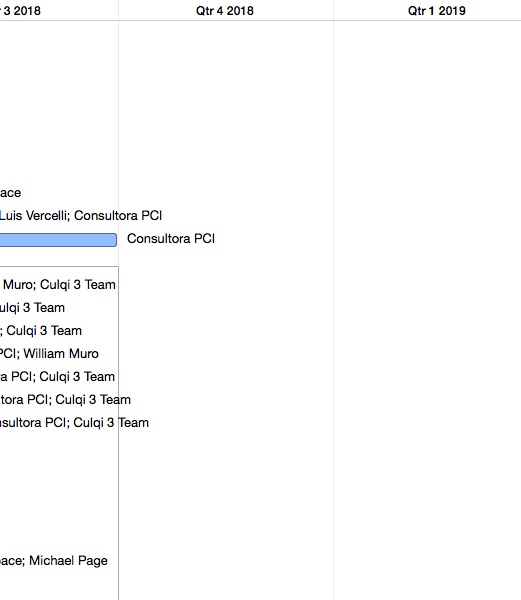 3 2018 Qtr 4 2018 Qtr 1 2019
ace
Luis Vercelli; Consultora PCI
Consultora PCI
Muro; Culqi 3 Team
ulqi 3 Team
; Culqi 3 Team
PCI; William Muro
a PCI; Culqi 3 Team
tora PCI; Culqi 3 Team
nsultora PCI; Culqi 3 Team
pace; Michael Page